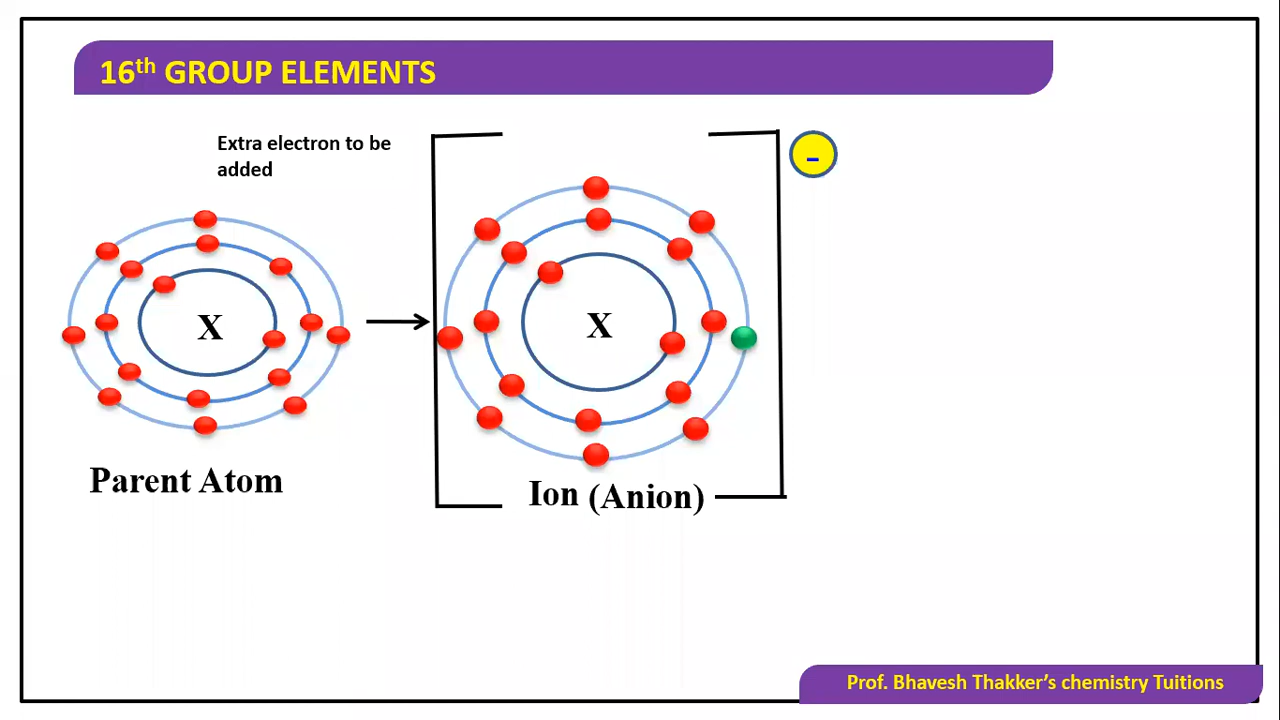 16th GROUP ELEMENTS
Extra electron to be
added
-
X
X
Parent Atom
Ion (Anion)
Prof. Bhavesh Thakker’s chemistry Tuitions